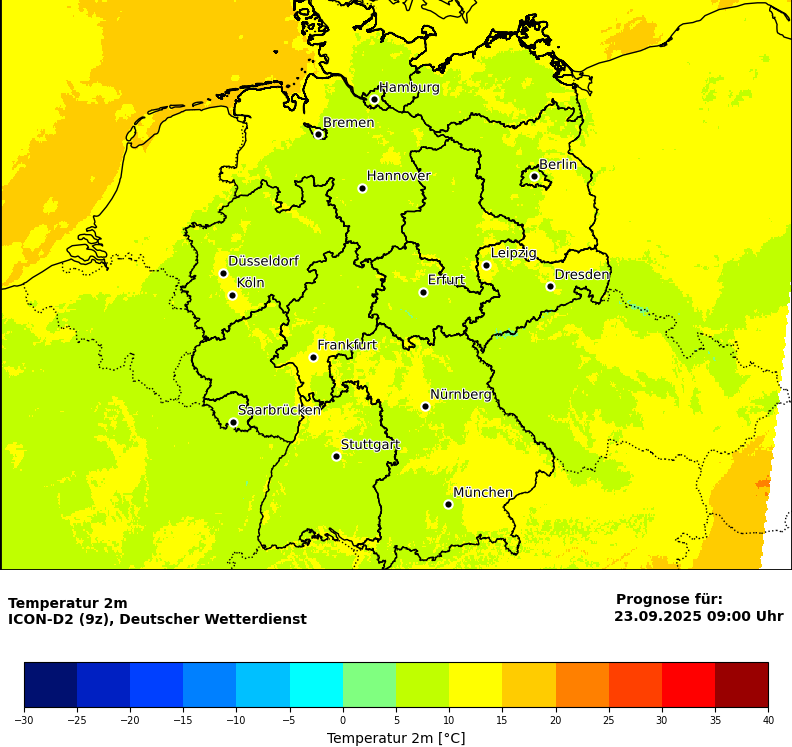 Hamburg
Bremen
Berlin
Hannover
Leipzig
Düsseldorf
Dresden
Köln
Erfurt
Frankfurt
Nürnberg
Saarbrücken
Stuttgart
München
Temperatur 2m
ICON-D2 (9z), Deutscher Wetterdienst
Prognose für:
23.09.2025 09:00 Uhr
−30 −25 −20 −15 −10 −5 0 5 10 15 20 25 30 35 40
Temperatur 2m [°C]